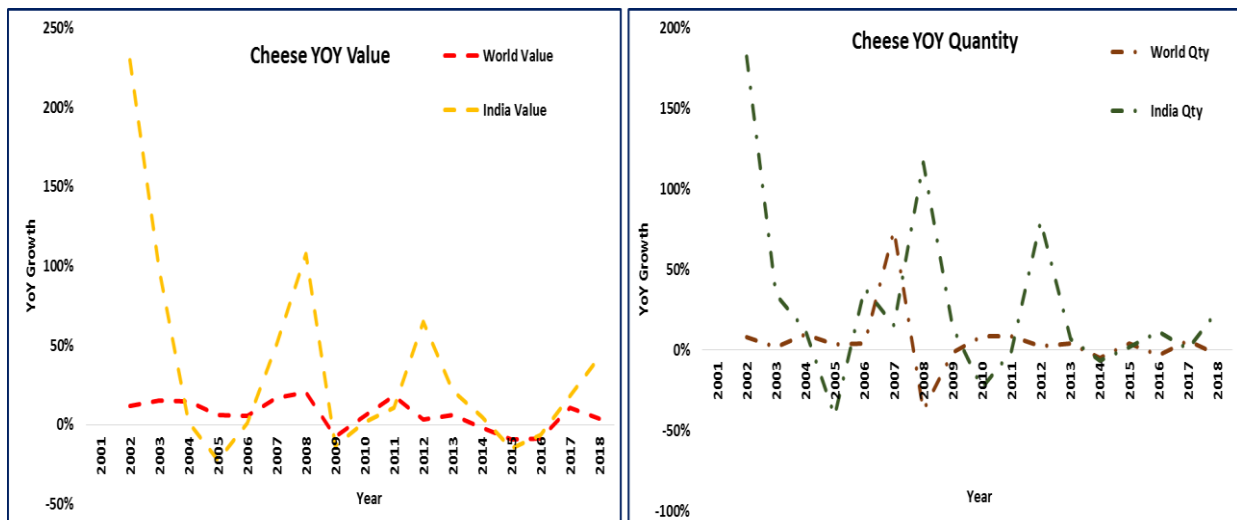 Cheese YOY Value
World Value
India Value
250%
200%
150%
100%
50%
0%
-50%
YoY Growth
2001 2002 2003 2004 2005 2006 2007 2008 2009 2010 2011 2012 2013 2014 2015 2016 2017 2018
Year
Cheese YOY Quantity
World Qty
India Qty
200%
150%
100%
50%
0%
-50%
-100%
YoY Growth
2001 2002 2003 2004 2005 2006 2007 2008 2009 2010 2011 2012 2013 2014 2015 2016 2017 2018
Year